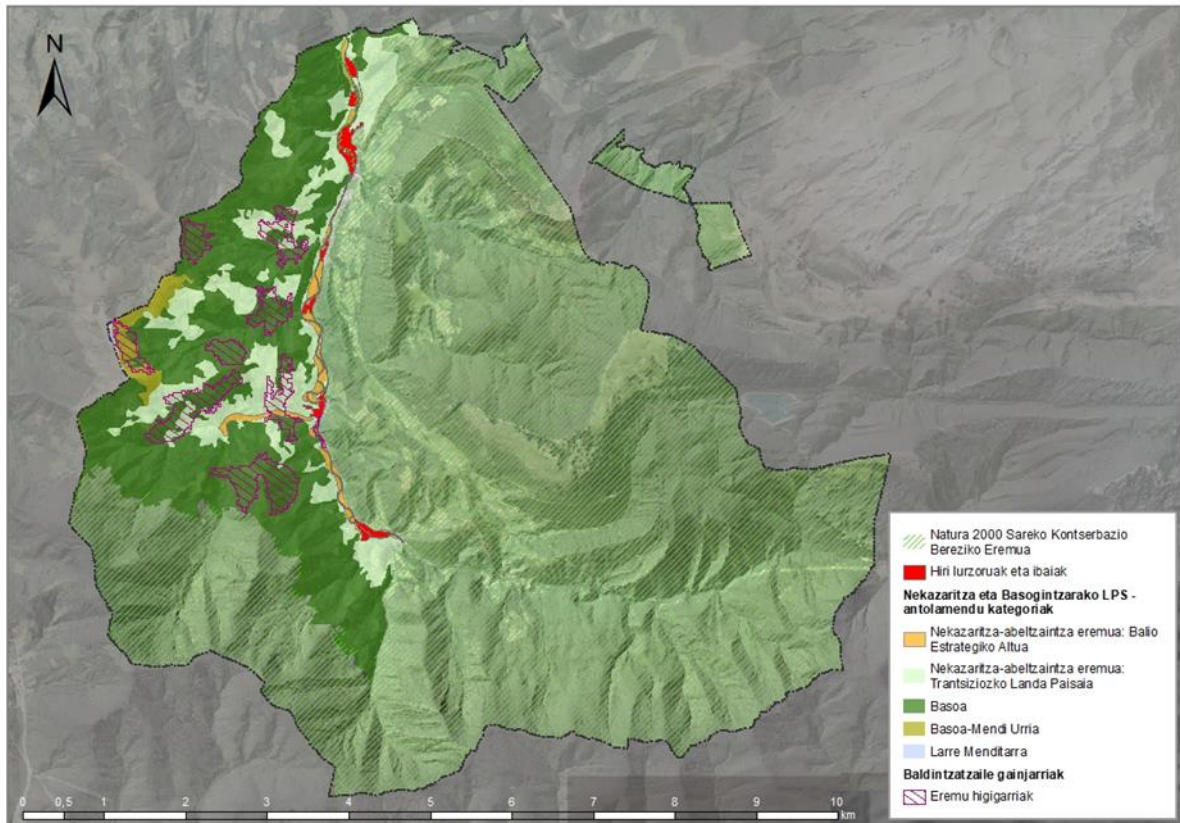 N
Natura 2000 Sareko Kontserbazio
Bereziko Eremua
Hiri lurzoruak eta ibaiak
Nekazaritza eta Basogintzarako LPS -
antolamendu kategoriak
Nekazaritza-abeltzaintza eremua: Balio
Estrategiko Altua
Nekazaritza-abeltzaintza eremua:
Trantsiziozko Landa Paisaia
Basoa
Basoa-Mendi Urria
Larre Menditarra
Baldintzatzaile gainjarriak
Eremu higigarriak
0 0,5 1 2 3 4 5 6 7 8 9 10
km